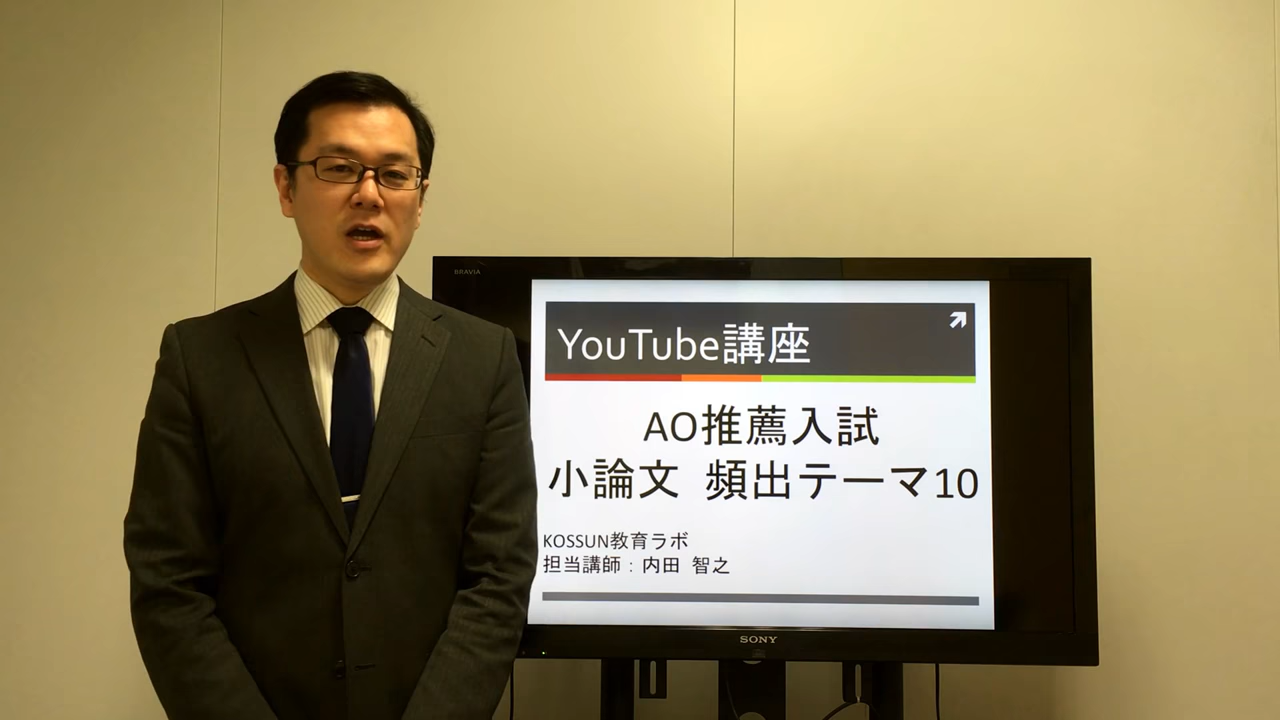 BRAVIA
YouTube講座
AO推薦入試
小論文 頻出テーマ10
KOSSUN教育ラボ
担当講師：内田 智之
SONY